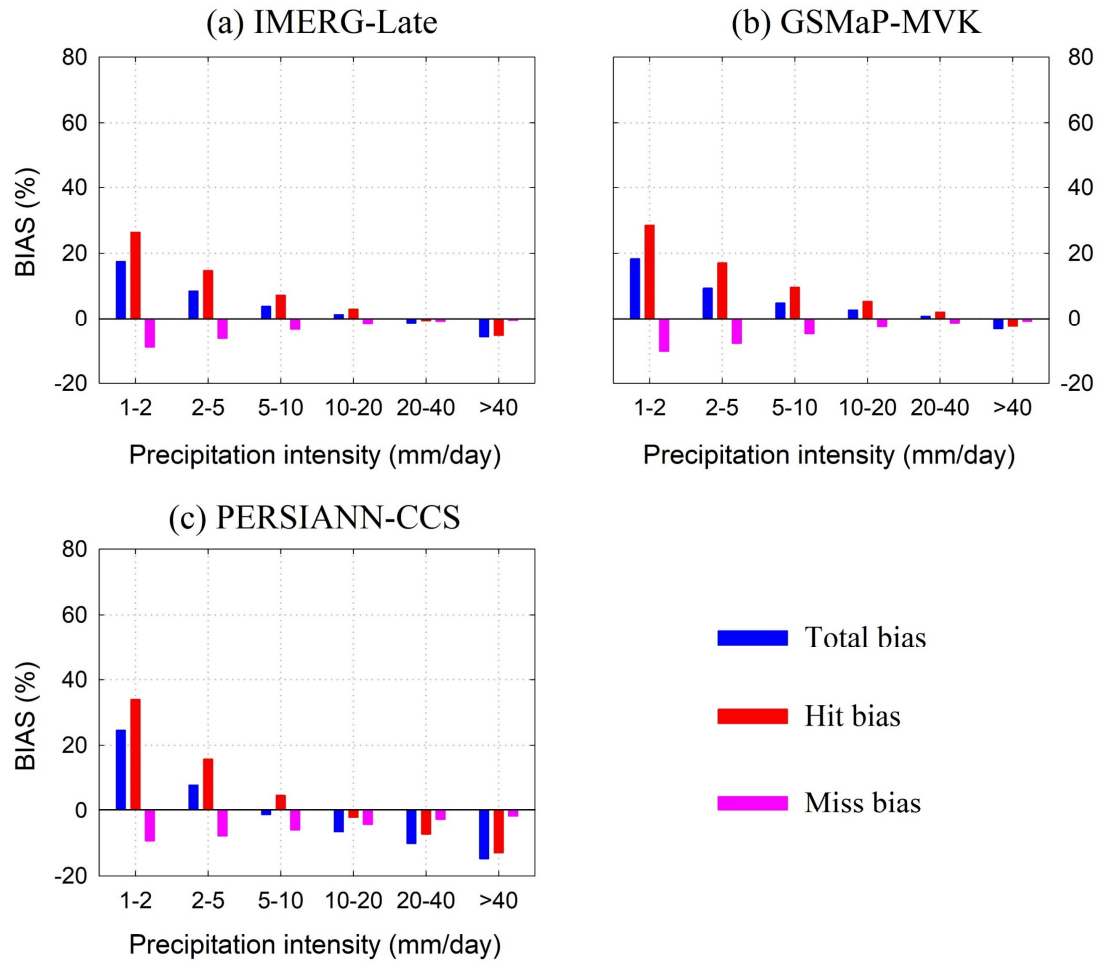 (a) IMERG-Late
(b) GSMaP-MVK
80
60
40
20
0
-20
BIAS (%)
1-2 2-5 5-10 10-20 20-40 >40
Precipitation intensity (mm/day)
80
60
40
20
0
-20
1-2 2-5 5-10 10-20 20-40 >40
Precipitation intensity (mm/day)
(c) PERSIANN-CCS
80
60
40
20
0
-20
BIAS (%)
1-2 2-5 5-10 10-20 20-40 >40
Precipitation intensity (mm/day)
Total bias
Hit bias
Miss bias